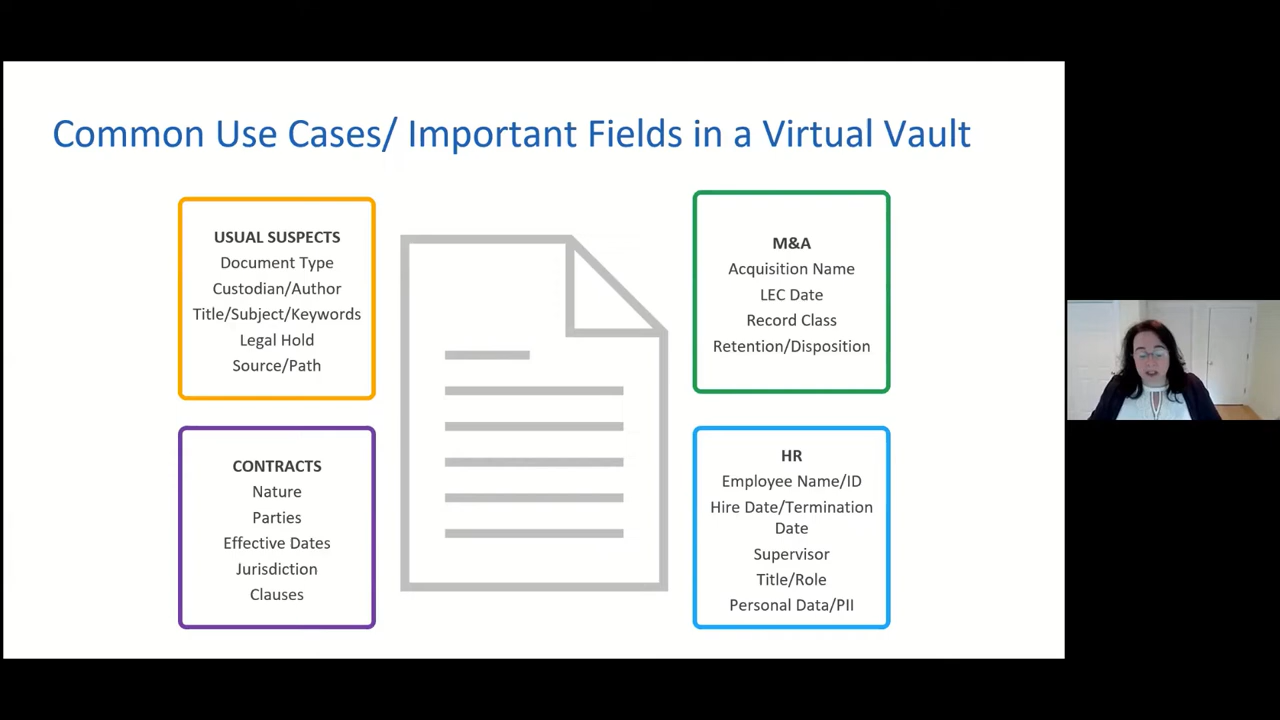 Common Use Cases/ Important Fields in a Virtual Vault
USUAL SUSPECTS
Document Type
Custodian/Author
Title/Subject/Keywords
Legal Hold
Source/Path
M&A
Acquisition Name
LEC Date
Record Class
Retention/Disposition
CONTRACTS
Nature
Parties
Effective Dates
Jurisdiction
Clauses
HR
Employee Name/ID
Hire Date/Termination
Date
Supervisor
Title/Role
Personal Data/PII